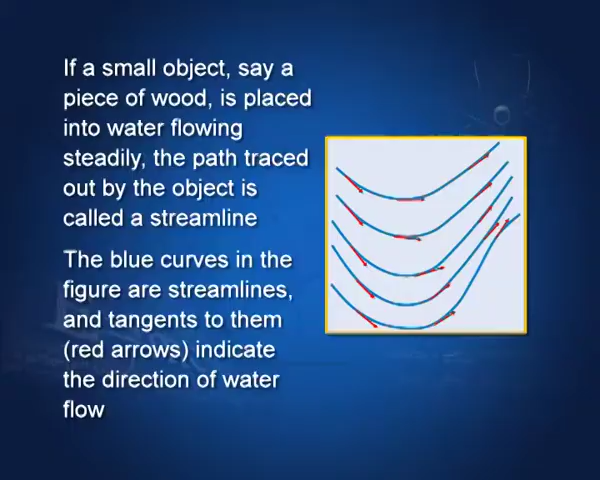 If a small object, say a
piece of wood, is placed
into water flowing
steadily, the path traced
out by the object is
called a streamline
The blue curves in the
figure are streamlines,
and tangents to them
(red arrows) indicate
the direction of water
flow